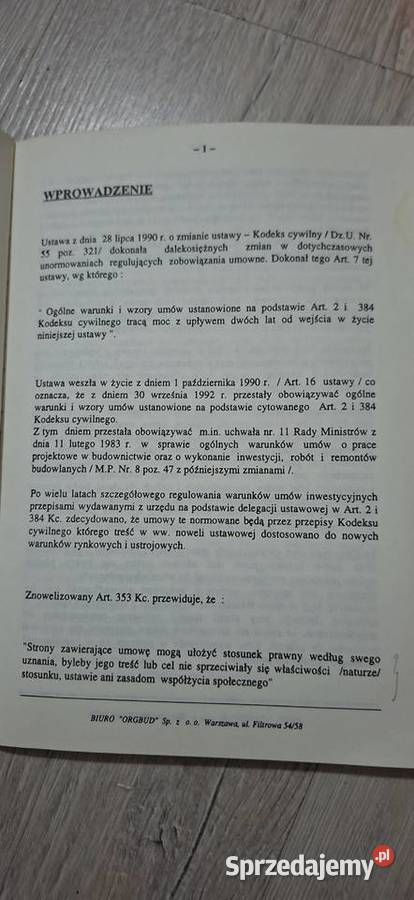 - 1 -
WPROWADZENIE
Ustawa z dnia 28 lipca 1990 r. o zmianie ustawy - Kodeks cywilny / Dz.U. Nr.
55 poz. 321/ dokonała dalekosiężnych zmian w dotychczasowych
unormowaniach regulujących zobowiązania umowne. Dokonał tego Art. 7 tej
ustawy, wg którego :
" Ogólne warunki i wzory umów ustanowione na podstawie Art. 2 i 384
Kodeksu cywilnego tracą moc z upływem dwóch lat od wejścia w życie
niniejszej ustawy ".
Ustawa weszła w życie z dniem 1 października 1990 r. / Art. 16 ustawy / co
oznacza, że z dniem 30 września 1992 r. przestały obowiązywać ogólne
warunki i wzory umów ustanowione na podstawie cytowanego Art. 2 i 384
Kodeksu cywilnego.
Z tym dniem przestała obowiązywać m.in. uchwała nr. 11 Rady Ministrów z
dnia 11 lutego 1983 r. w sprawie ogólnych warunków umów o prace
projektowe w budownictwie oraz o wykonanie inwestycji, robót i remontów
budowlanych / M.P. Nr. 8 poz. 47 z późniejszymi zmianami /.
Po wielu latach szczegółowego regulowania warunków umów inwestycyjnych
przepisami wydawanymi z urzędu na podstawie delegacji ustawowej w Art. 2 i
384 Kc. zdecydowano, że umowy te normowane będą przez przepisy Kodeksu
cywilnego którego treść w ww. noweli ustawowej dostosowano do nowych
warunków rynkowych i ustrojowych.
Znowelizowany Art. 353 Kc. przewiduje, że :
"Strony zawierające umowę mogą ułożyć stosunek prawny według swego
uznania, byleby jego treść lub cel nie sprzeciwiały się właściwości /naturze/
stosunku, ustawie ani zasadom współżycia społecznego"
BIURO "ORGBUD" Sp. z o.o. Warszawa, ul. Filtrowa 54/58
Sprzedajemy.pl